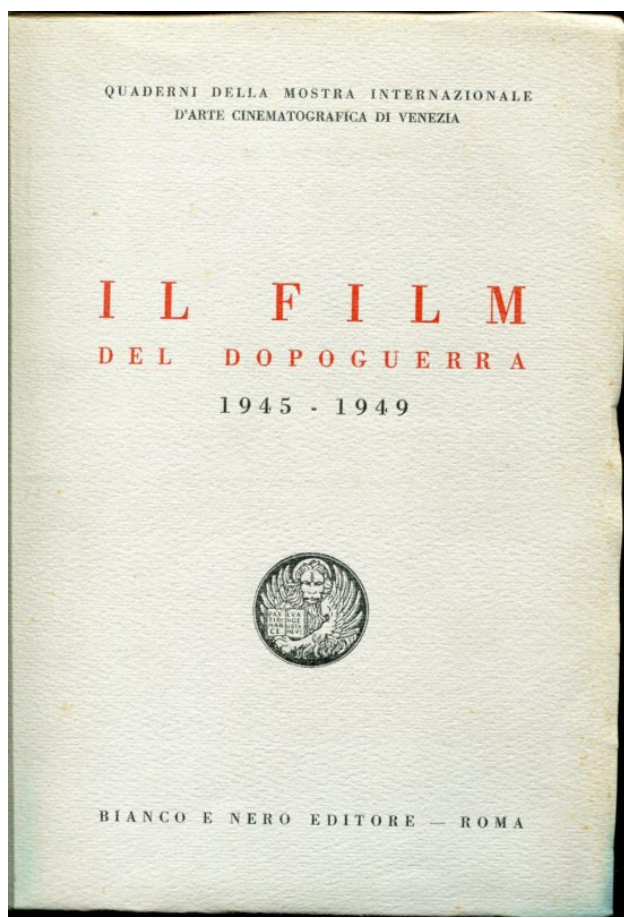 QUADERNI DELLA MOSTRA INTERNAZIONALE
D'ARTE CINEMATOGRAFICA DI VENEZIA
IL FILM
DEL DOPOGUERRA
1945 - 1949
BIANCO E NERO EDITORE — ROMA